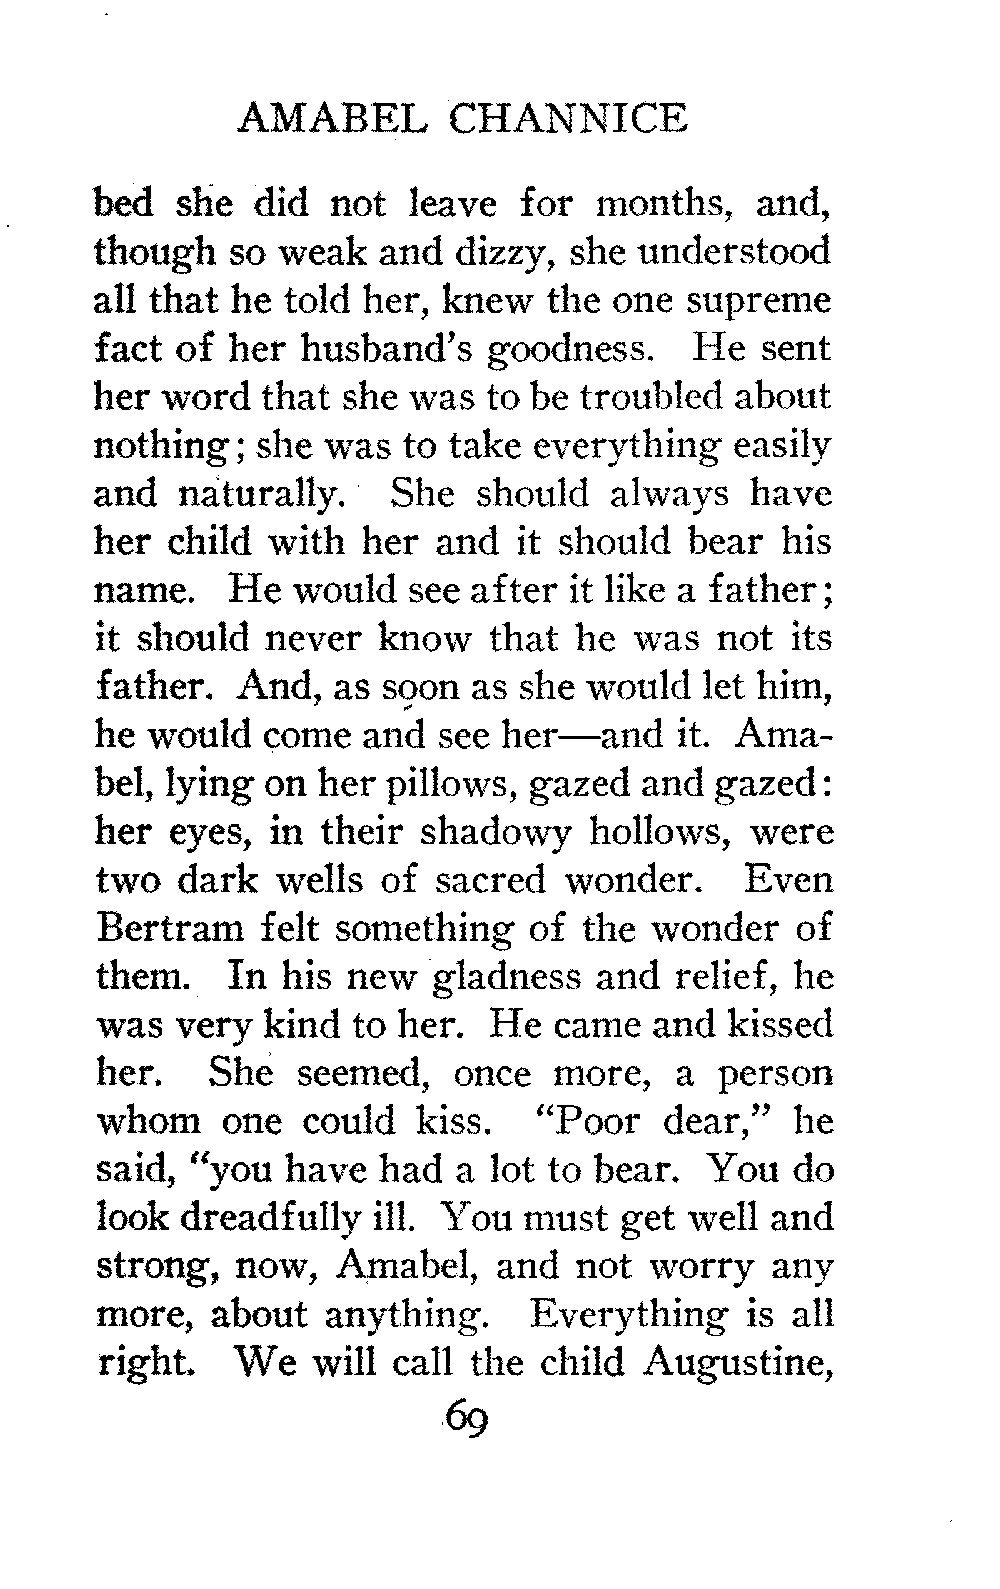 AMABEL CHANNICE
bed she did not leave for months, and,
though so weak and dizzy, she understood
all that he told her, knew the one supreme
fact of her husband's goodness. He sent
her word that she was to be troubled about
nothing; she was to take everything easily
and naturally. She should always have
her child with her and it should bear his
name. He would see after it like a father;
it should never know that he was not its
father. And, as soon as she would let him,
he would come and see her—and it. Ama-
bel, lying on her pillows, gazed and gazed:
her eyes, in their shadowy hollows, were
two dark wells of sacred wonder. Even
Bertram felt something of the wonder of
them. In his new gladness and relief, he
was very kind to her. He came and kissed
her. She seemed, once more, a person
whom one could kiss. "Poor dear," he
said, "you have had a lot to bear. You do
look dreadfully ill. You must get well and
strong, now, Amabel, and not worry any
more, about anything. Everything is all
right. We will call the child Augustine,
69